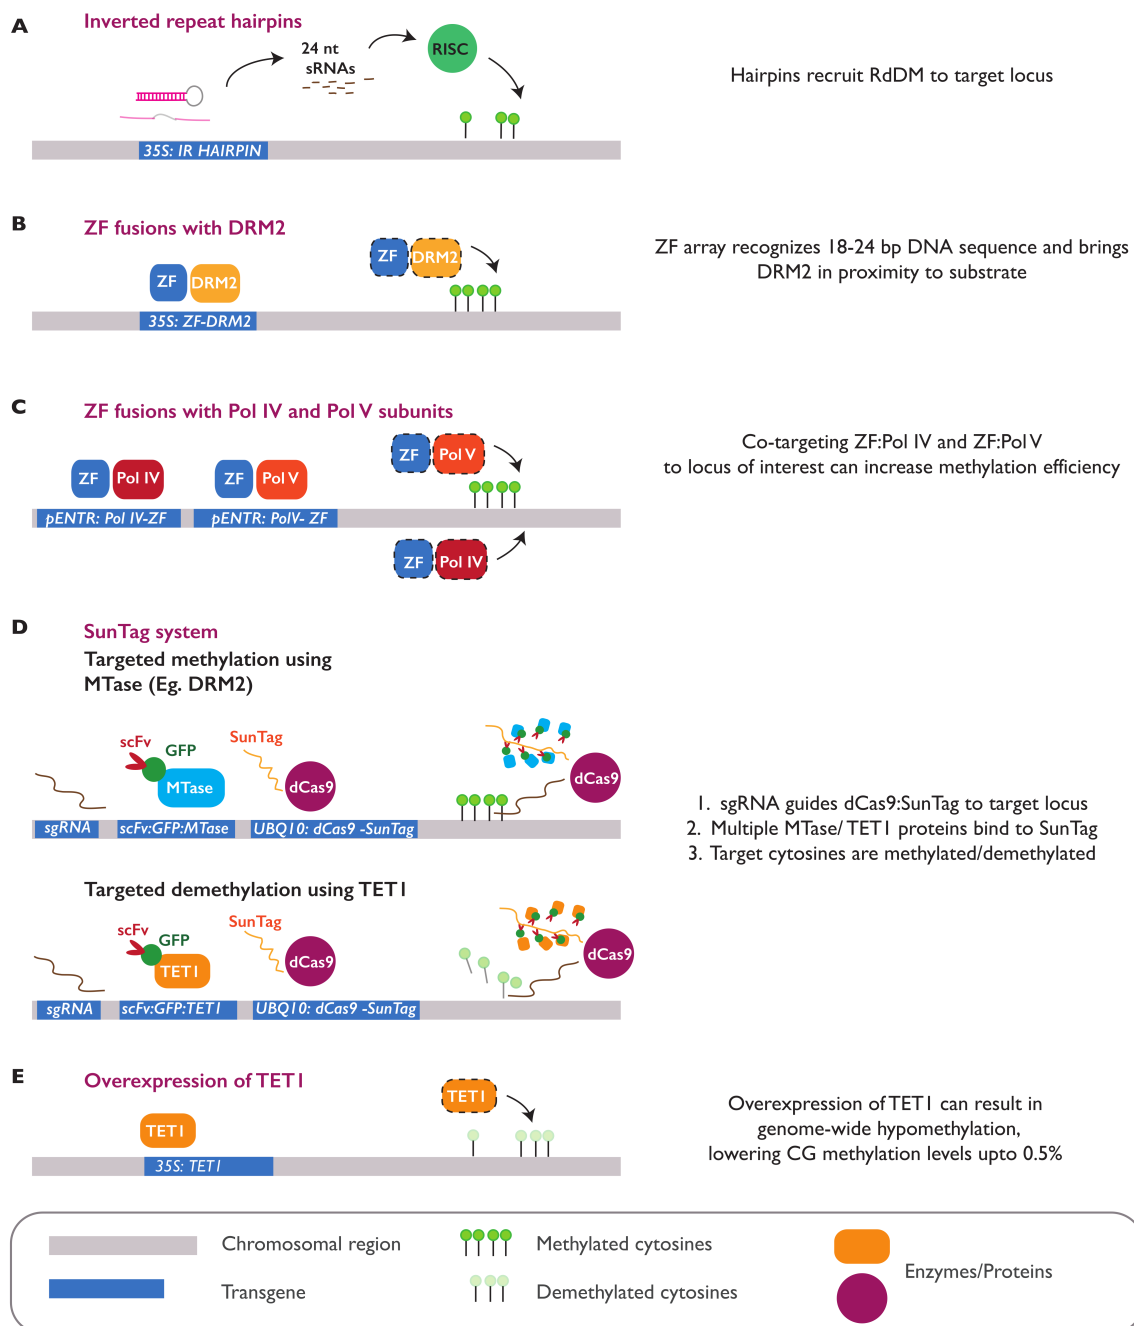 A
Inverted repeat hairpins
24 nt
sRNAs
RISC
Hairpins recruit RdDM to target locus
35S: IR HAIRPIN
B
ZF fusions with DRM2
ZF DRM2
ZF DRM2
ZF array recognizes 18-24 bp DNA sequence and brings
DRM2 in proximity to substrate
35S: ZF-DRM2
C
ZF fusions with Pol IV and Pol V subunits
ZF Pol IV
ZF Pol V
ZF Pol V
Co-targeting ZF:Pol IV and ZF:Pol V
to locus of interest can increase methylation efficiency
pENTR: Pol IV-ZF
pENTR: PolV- ZF
ZF Pol IV
D
SunTag system
Targeted methylation using
MTase (Eg. DRM2)
scFv
GFP
MTase
SunTag
dCas9
dCas9
sgRNA
scFv:GFP:MTase
UBQ10: dCas9 -SunTag
1. sgRNA guides dCas9:SunTag to target locus
2. Multiple MTase/ TET1 proteins bind to SunTag
3. Target cytosines are methylated/demethylated
Targeted demethylation using TET1
scFv
GFP
TET1
SunTag
dCas9
dCas9
sgRNA
scFv:GFP:TET1
UBQ10: dCas9 -SunTag
E
Overexpression of TET1
TET1
TET1
35S: TET1
Overexpression of TET1 can result in
genome-wide hypomethylation,
lowering CG methylation levels upto 0.5%
Chromosomal region
Methylated cytosines
Enzymes/Proteins
Transgene
Demethylated cytosines